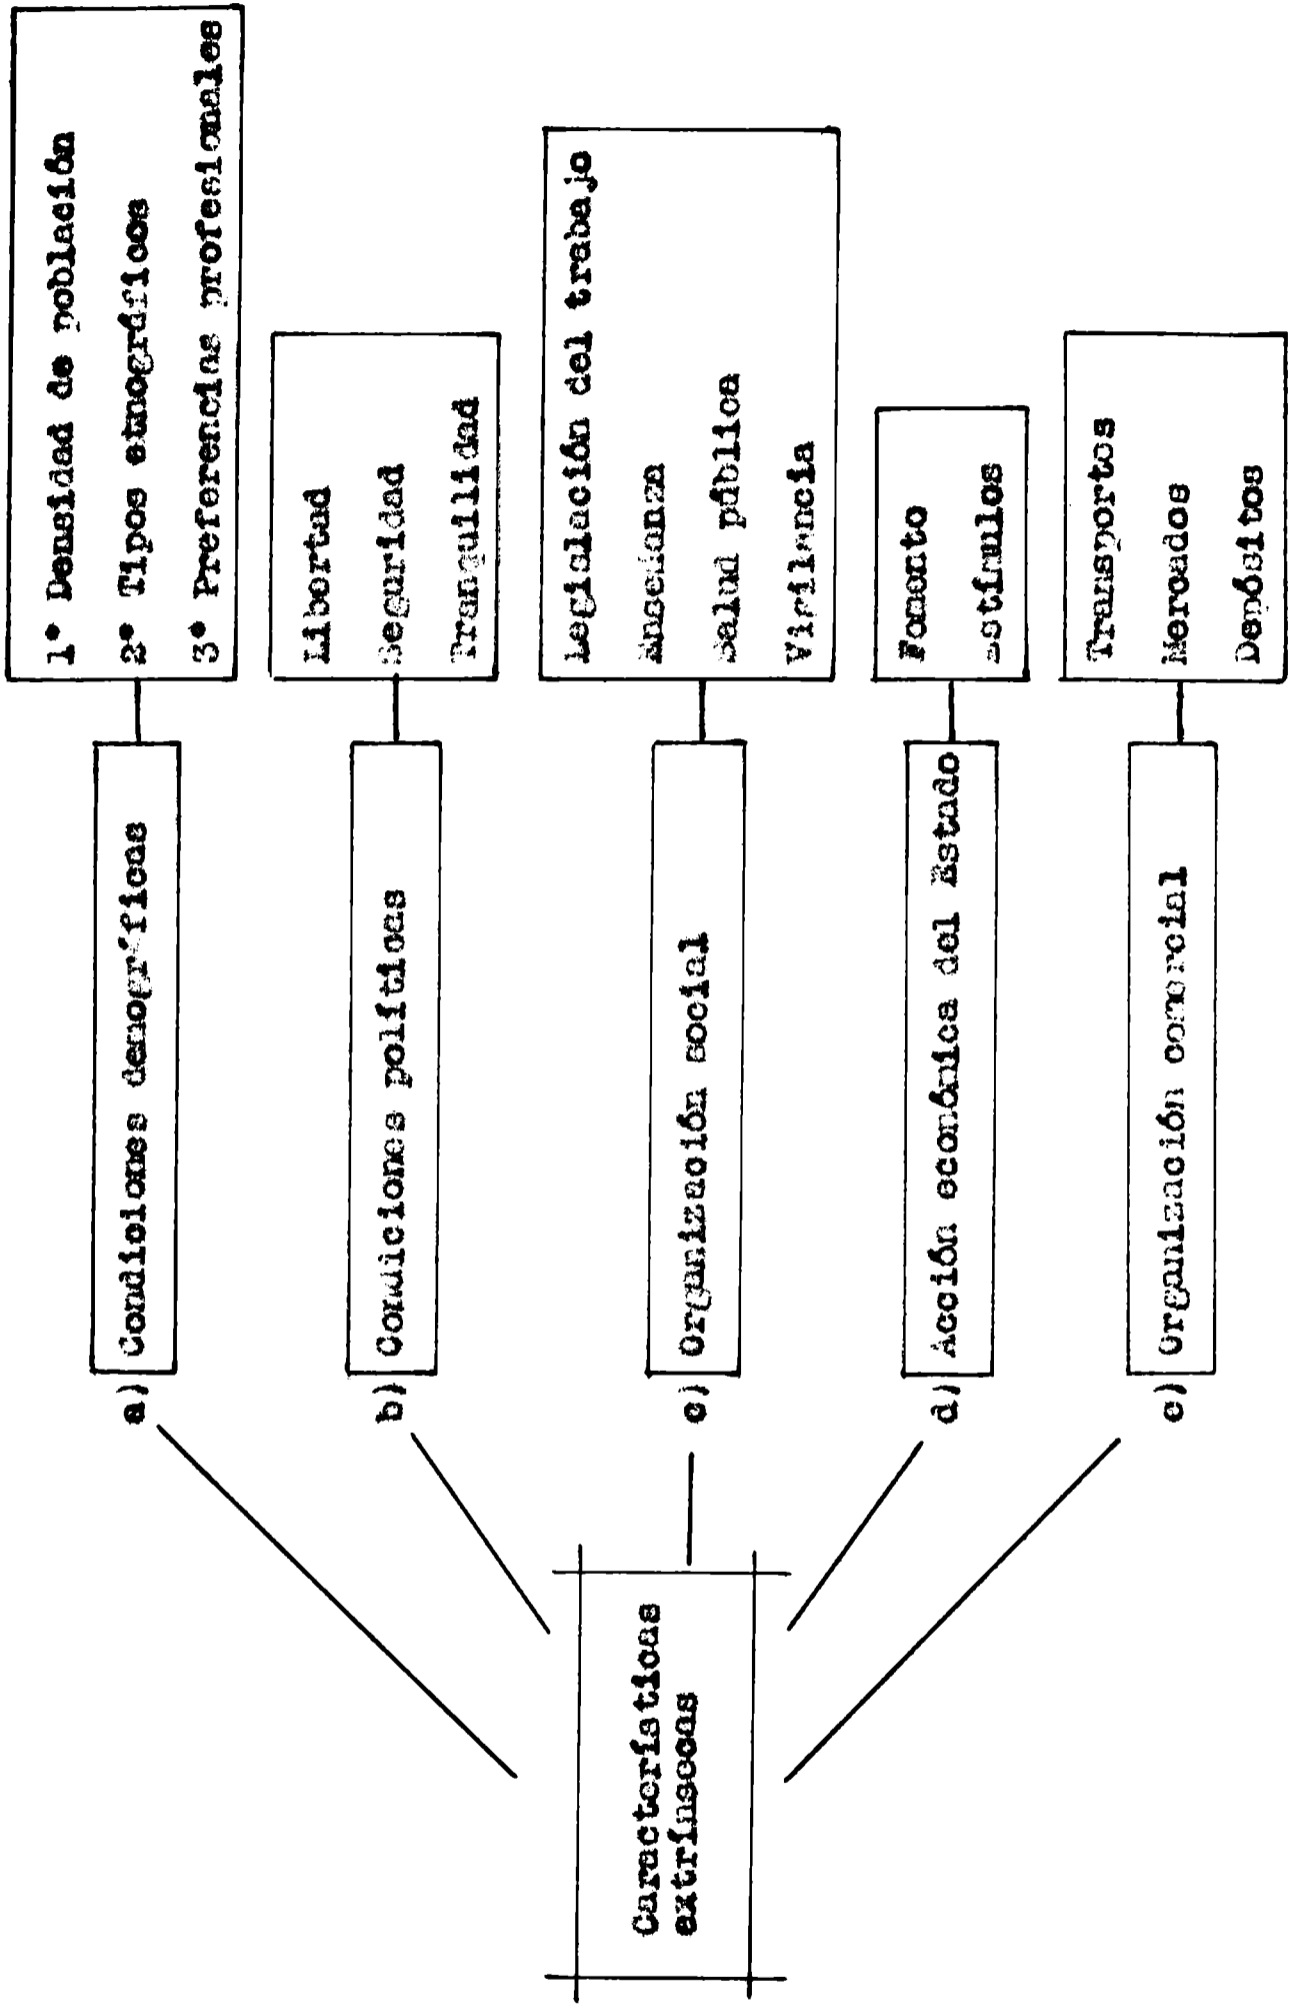 Características
extrínsecas
a) Condiciones demográficas
1° Densidad de población
2° Tipos etnográficos
3° Preferencias profesionales
b) Condiciones políticas
Libertad
Seguridad
Tranquilidad
c) Organización social
Legislación del trabajo
Enseñanza
Salud pública
Vigilancia
d) Acción económica del Estado
Fomento
Estímulos
e) Organización comercial
Transportes
Mercados
Depósitos